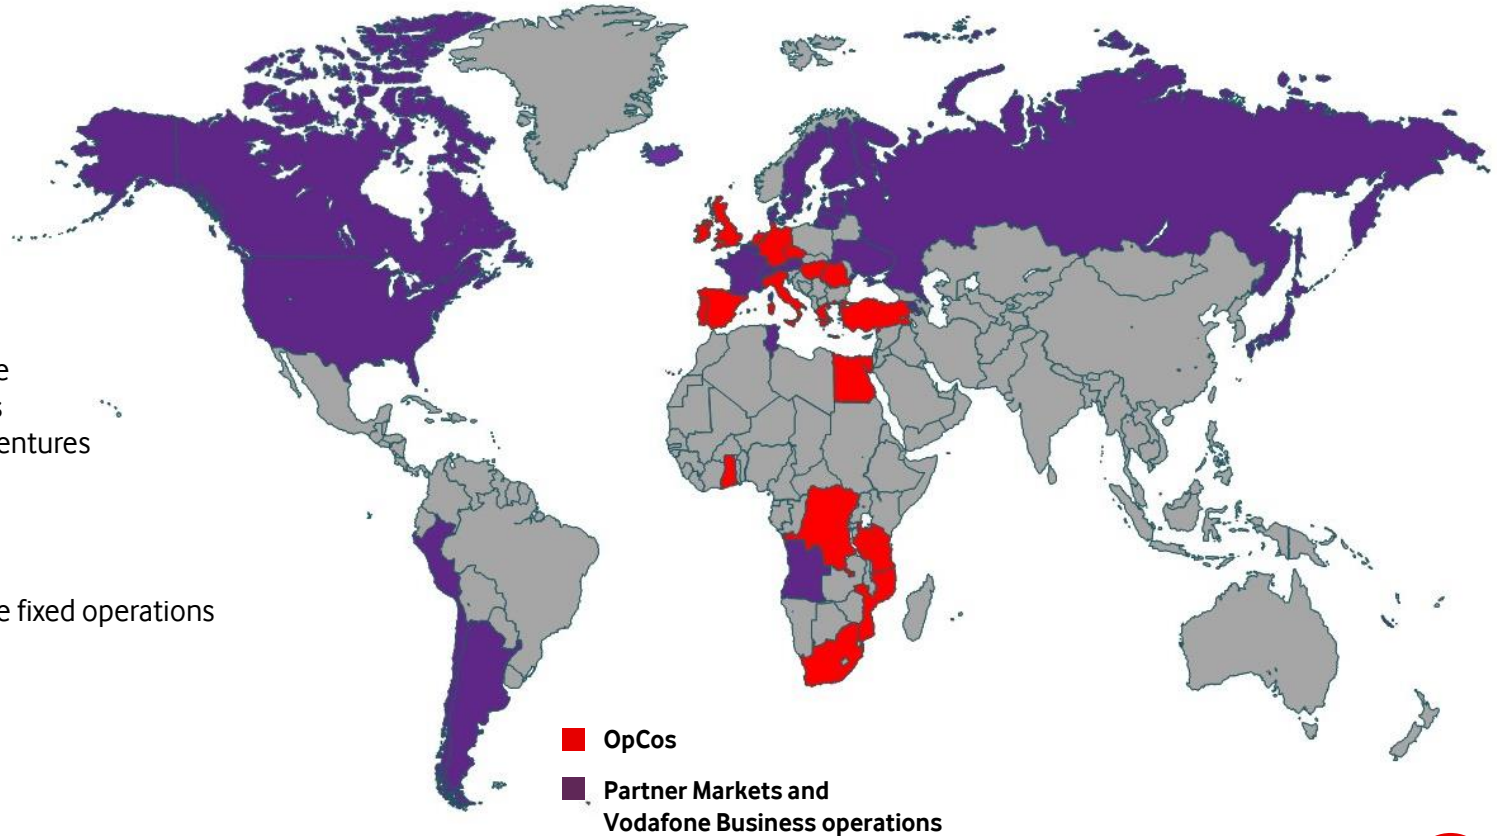 e
s
entures
e fixed operations
OpCos
Partner Markets and
Vodafone Business operations